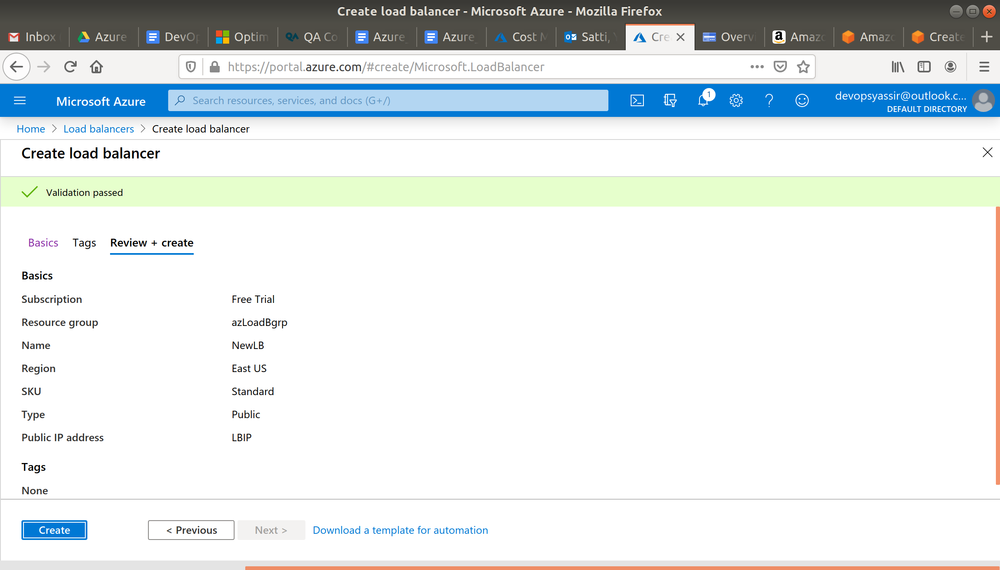 Create load balancer - Microsoft Azure - Mozilla Firefox
Inbox Azure DevOp Optim QA Co Azure_ Azure_ Cost M Satti, Y Cre Overvi Amazo Amazo Create
https://portal.azure.com/#create/Microsoft.LoadBalancer
Microsoft Azure
Search resources, services, and docs (G+/)
1
devopsyassir@outlook.c...
DEFAULT DIRECTORY
Home > Load balancers > Create load balancer
Create load balancer
Validation passed
Basics Tags Review + create
Basics
Subscription Free Trial
Resource group azLoadBgrp
Name NewLB
Region East US
SKU Standard
Type Public
Public IP address LBIP
Tags
None
Create < Previous Next > Download a template for automation